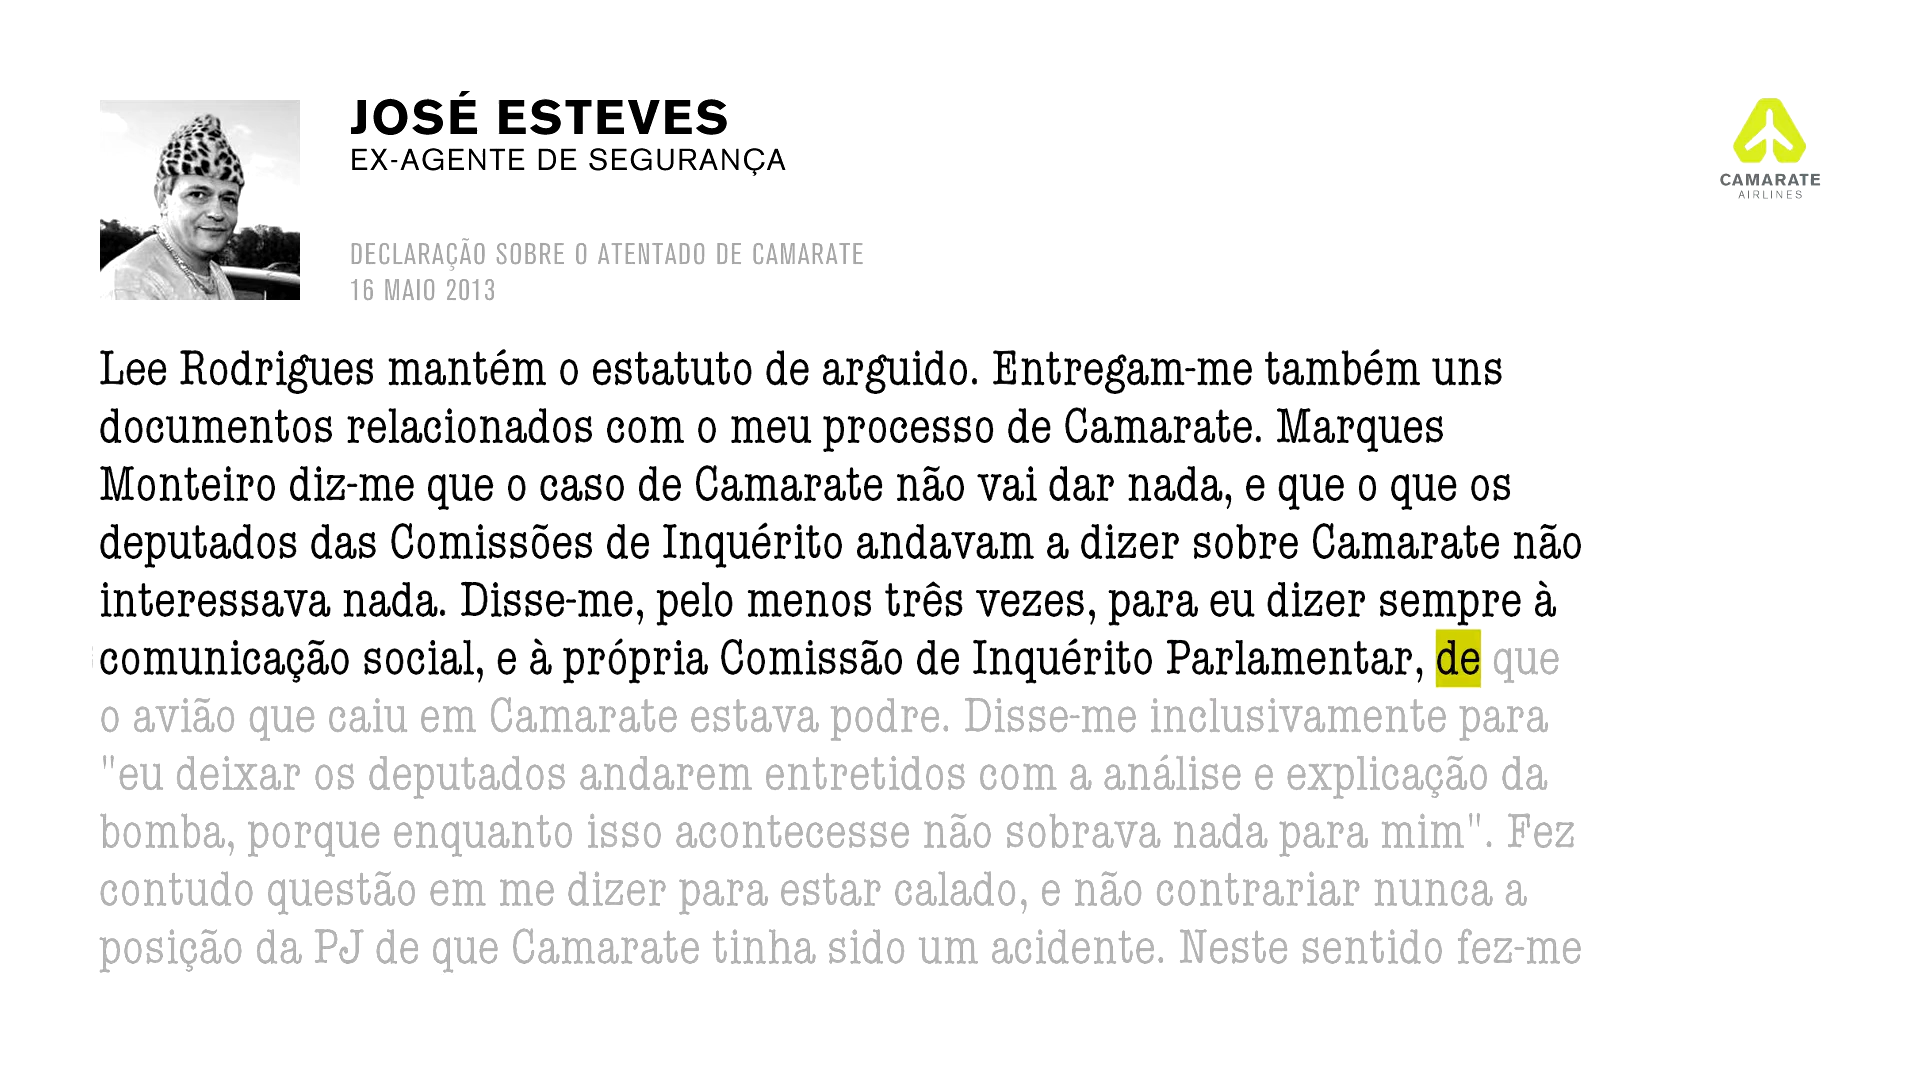 JOSÉ ESTEVES
EX-AGENTE DE SEGURANÇA
DECLARAÇÃO SOBRE O ATENTADO DE CAMARATE
16 MAIO 2013
CAMARATE
AIRLINES
Lee Rodrigues mantém o estatuto de arguido. Entregam-me também uns
documentos relacionados com o meu processo de Camarate. Marques
Monteiro diz-me que o caso de Camarate não vai dar nada, e que o que os
deputados das Comissões de Inquérito andavam a dizer sobre Camarate não
interessava nada. Disse-me, pelo menos três vezes, para eu dizer sempre à
comunicação social, e à própria Comissão de Inquérito Parlamentar, de que
o avião que caiu em Camarate estava podre. Disse-me inclusivamente para
"eu deixar os deputados andarem entretidos com a análise e explicação da
bomba, porque enquanto isso acontecesse não sobrava nada para mim". Fez
contudo questão em me dizer para estar calado, e não contrariar nunca a
posição da PJ de que Camarate tinha sido um acidente. Neste sentido fez-me